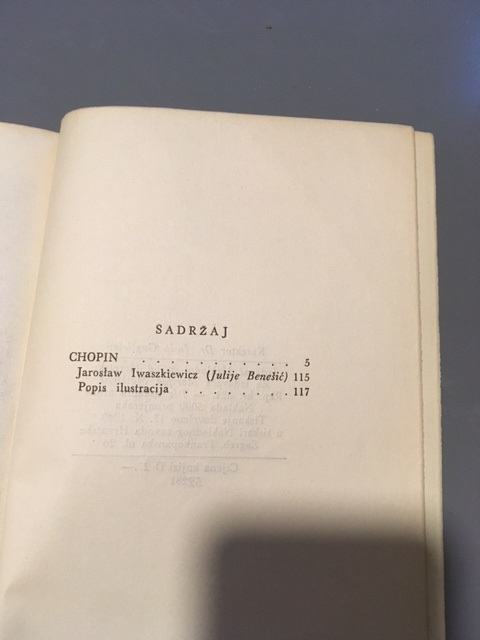 SADRŽAJ
CHOPIN . . . . . . . . . . . . 5
Jarosław Iwaszkiewicz (Julije Benešić) 115
Popis ilustracija . . . . . . . . 117